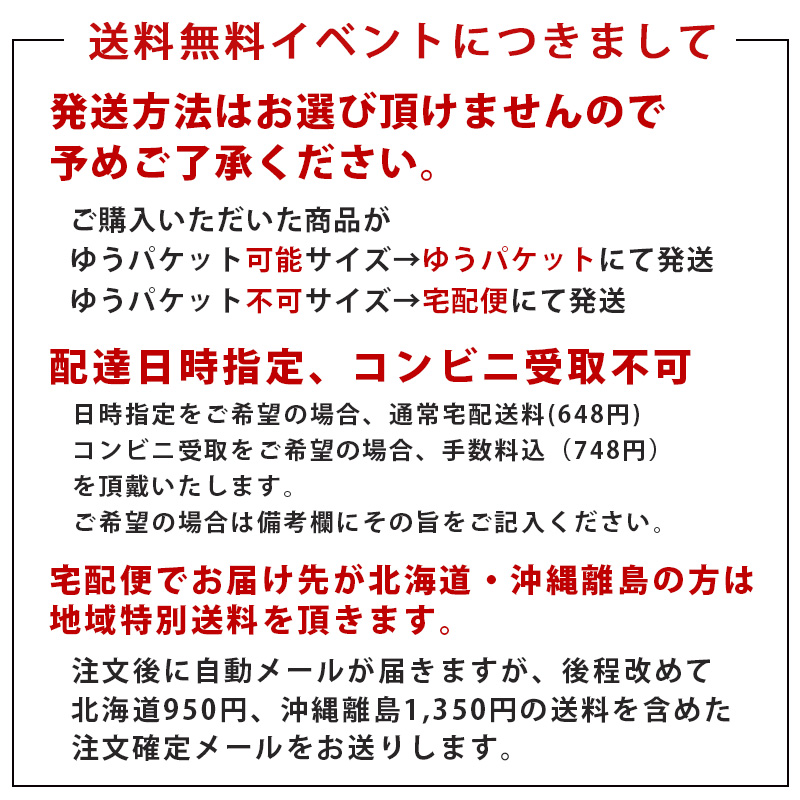 送料無料イベントにつきまして
発送方法はお選び頂けませんので
予めご了承ください。
ご購入いただいた商品が
ゆうパケット可能サイズ→ゆうパケットにて発送
ゆうパケット不可サイズ→宅配便にて発送
配達日時指定、コンビニ受取不可
日時指定をご希望の場合、通常宅配送料(648円)
コンビニ受取をご希望の場合、手数料込（748円）
を頂戴いたします。
ご希望の場合は備考欄にその旨をご記入ください。
宅配便でお届け先が北海道・沖縄離島の方は
地域特別送料を頂きます。
注文後に自動メールが届きますが、後程改めて
北海道950円、沖縄離島1,350円の送料を含めた
注文確定メールをお送りします。